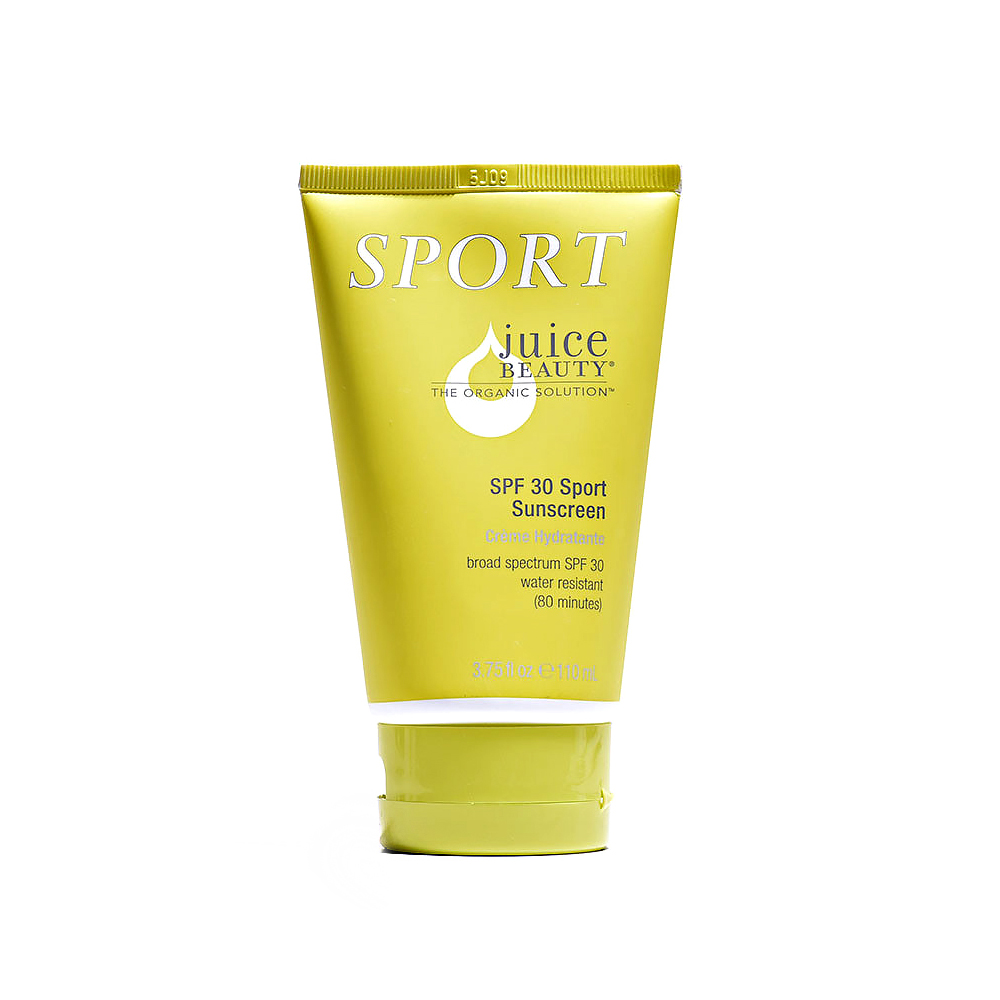 5J09
SPORT
juice
BEAUTY®
THE ORGANIC SOLUTION™
SPF 30 Sport
Sunscreen
Crème Hydratante
broad spectrum SPF 30
water resistant
(80 minutes)
3.75 fl oz ℮ 110 mL